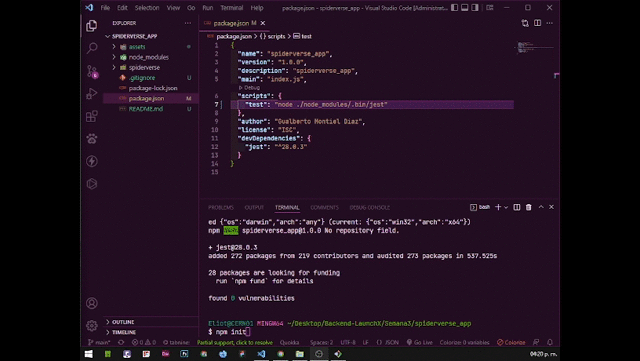 File Edit Selection View Go Run Terminal Help
package.json - spiderverse_app - Visual Studio Code [Administrat...
EXPLORER
SPIDERVERSE_APP
assets
node_modules
spiderverse
.gitignore
package-lock.json
package.json
README.md
OUTLINE
TIMELINE
package.json M
package.json > {} scripts > test
1 {
2 "name": "spiderverse_app",
3 "version": "1.0.0",
4 "description": "spiderverse_app",
5 "main": "index.js",
Debug
6 "scripts": {
7 "test": "node ./node_modules/.bin/jest"
8 },
9 "author": "Gualberto Montiel Diaz",
10 "license": "ISC",
11 "devDependencies": {
12 "jest": "^28.0.3"
13 }
14 }
PROBLEMS OUTPUT TERMINAL COMMENTS DEBUG CONSOLE
bash
ed {"os":"darwin","arch":"any"} (current: {"os":"win32","arch":"x64"})
npm spiderverse_app@1.0.0 No repository field.
+ jest@28.0.3
added 272 packages from 219 contributors and audited 273 packages in 537.525s
28 packages are looking for funding
run `npm fund` for details
found 0 vulnerabilities
MINGW64 ~/Desktop/Backend-LaunchX/Semana3/spiderverse_app
$ npm init
main* Partial support, click to resolve Quokka Spaces: 2 UTF-8 LF JSON Colorize Colorize
04:20 p. m.